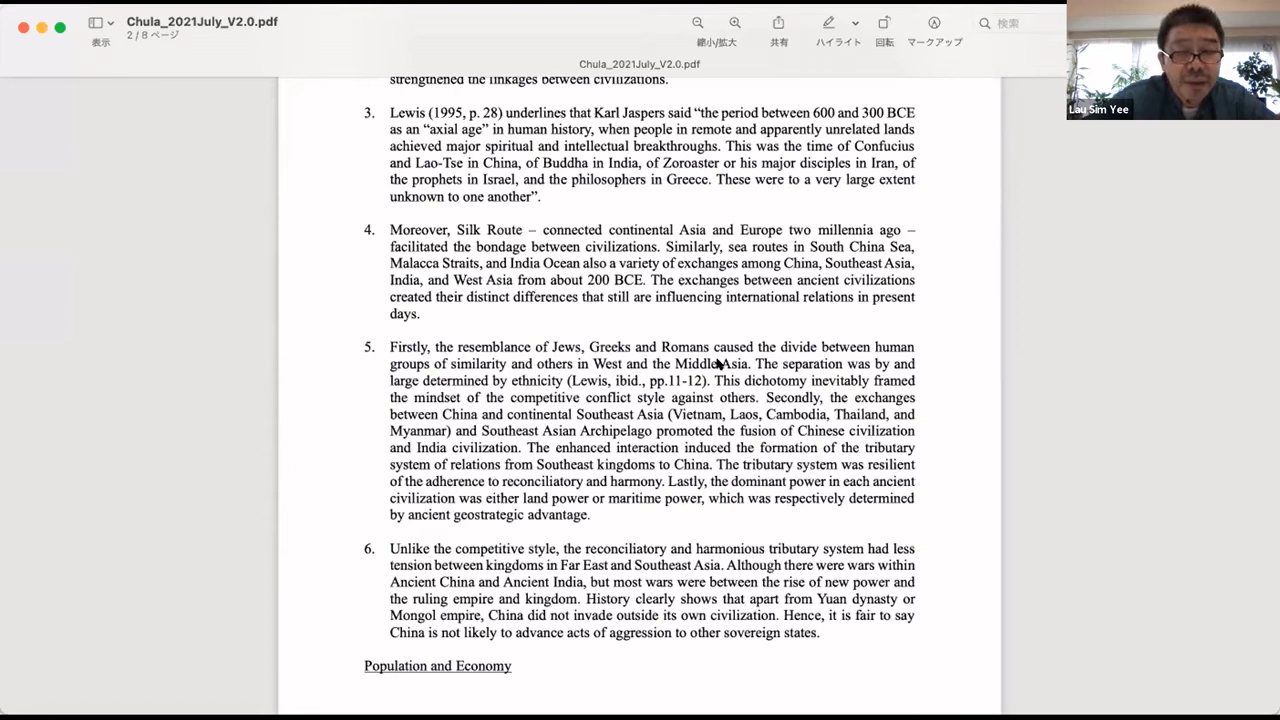 Chula_2021July_V2.0.pdf
2 / 8 ページ
表示
縮小/拡大
共有
ハイライト
回転
マークアップ
検索
Chula_2021July_V2.0.pdf
Lau Sim Yee
strengthened the linkages between civilizations.
3. Lewis (1995, p. 28) underlines that Karl Jaspers said “the period between 600 and 300 BCE
as an “axial age” in human history, when people in remote and apparently unrelated lands
achieved major spiritual and intellectual breakthroughs. This was the time of Confucius
and Lao-Tse in China, of Buddha in India, of Zoroaster or his major disciples in Iran, of
the prophets in Israel, and the philosophers in Greece. These were to a very large extent
unknown to one another”.
4. Moreover, Silk Route – connected continental Asia and Europe two millennia ago –
facilitated the bondage between civilizations. Similarly, sea routes in South China Sea,
Malacca Straits, and India Ocean also a variety of exchanges among China, Southeast Asia,
India, and West Asia from about 200 BCE. The exchanges between ancient civilizations
created their distinct differences that still are influencing international relations in present
days.
5. Firstly, the resemblance of Jews, Greeks and Romans caused the divide between human
groups of similarity and others in West and the Middle Asia. The separation was by and
large determined by ethnicity (Lewis, ibid., pp.11-12). This dichotomy inevitably framed
the mindset of the competitive conflict style against others. Secondly, the exchanges
between China and continental Southeast Asia (Vietnam, Laos, Cambodia, Thailand, and
Myanmar) and Southeast Asian Archipelago promoted the fusion of Chinese civilization
and India civilization. The enhanced interaction induced the formation of the tributary
system of relations from Southeast kingdoms to China. The tributary system was resilient
of the adherence to reconciliatory and harmony. Lastly, the dominant power in each ancient
civilization was either land power or maritime power, which was respectively determined
by ancient geostrategic advantage.
6. Unlike the competitive style, the reconciliatory and harmonious tributary system had less
tension between kingdoms in Far East and Southeast Asia. Although there were wars within
Ancient China and Ancient India, but most wars were between the rise of new power and
the ruling empire and kingdom. History clearly shows that apart from Yuan dynasty or
Mongol empire, China did not invade outside its own civilization. Hence, it is fair to say
China is not likely to advance acts of aggression to other sovereign states.
Population and Economy